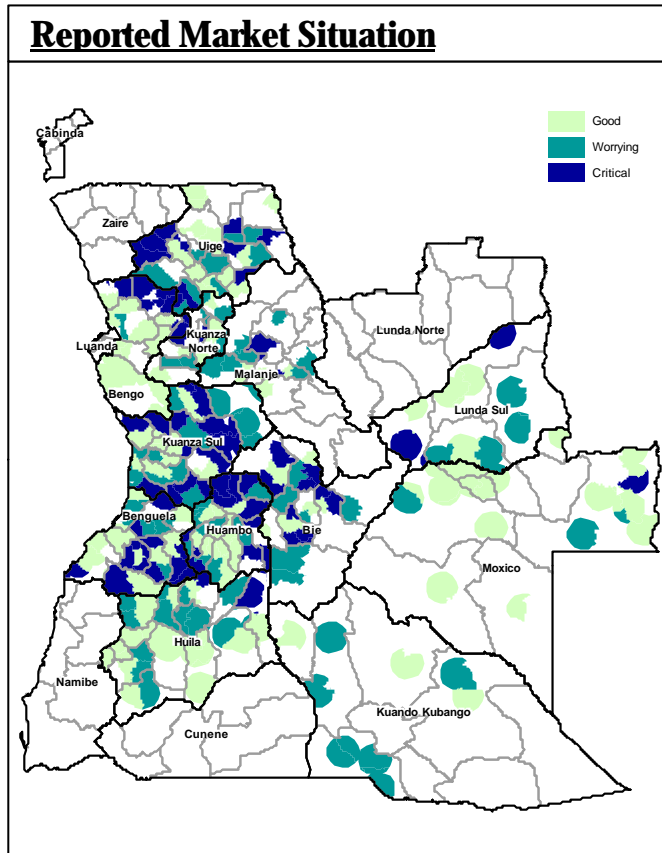 Reported Market Situation
Good
Worrying
Critical
Cabinda
Zaire
Uige
Luanda
Kuanza
Norte
Lunda Norte
Malanje
Bengo
Lunda Sul
Kuanza Sul
Benguela
Huambo
Bie
Moxico
Huila
Namibe
Kuando Kubango
Cunene